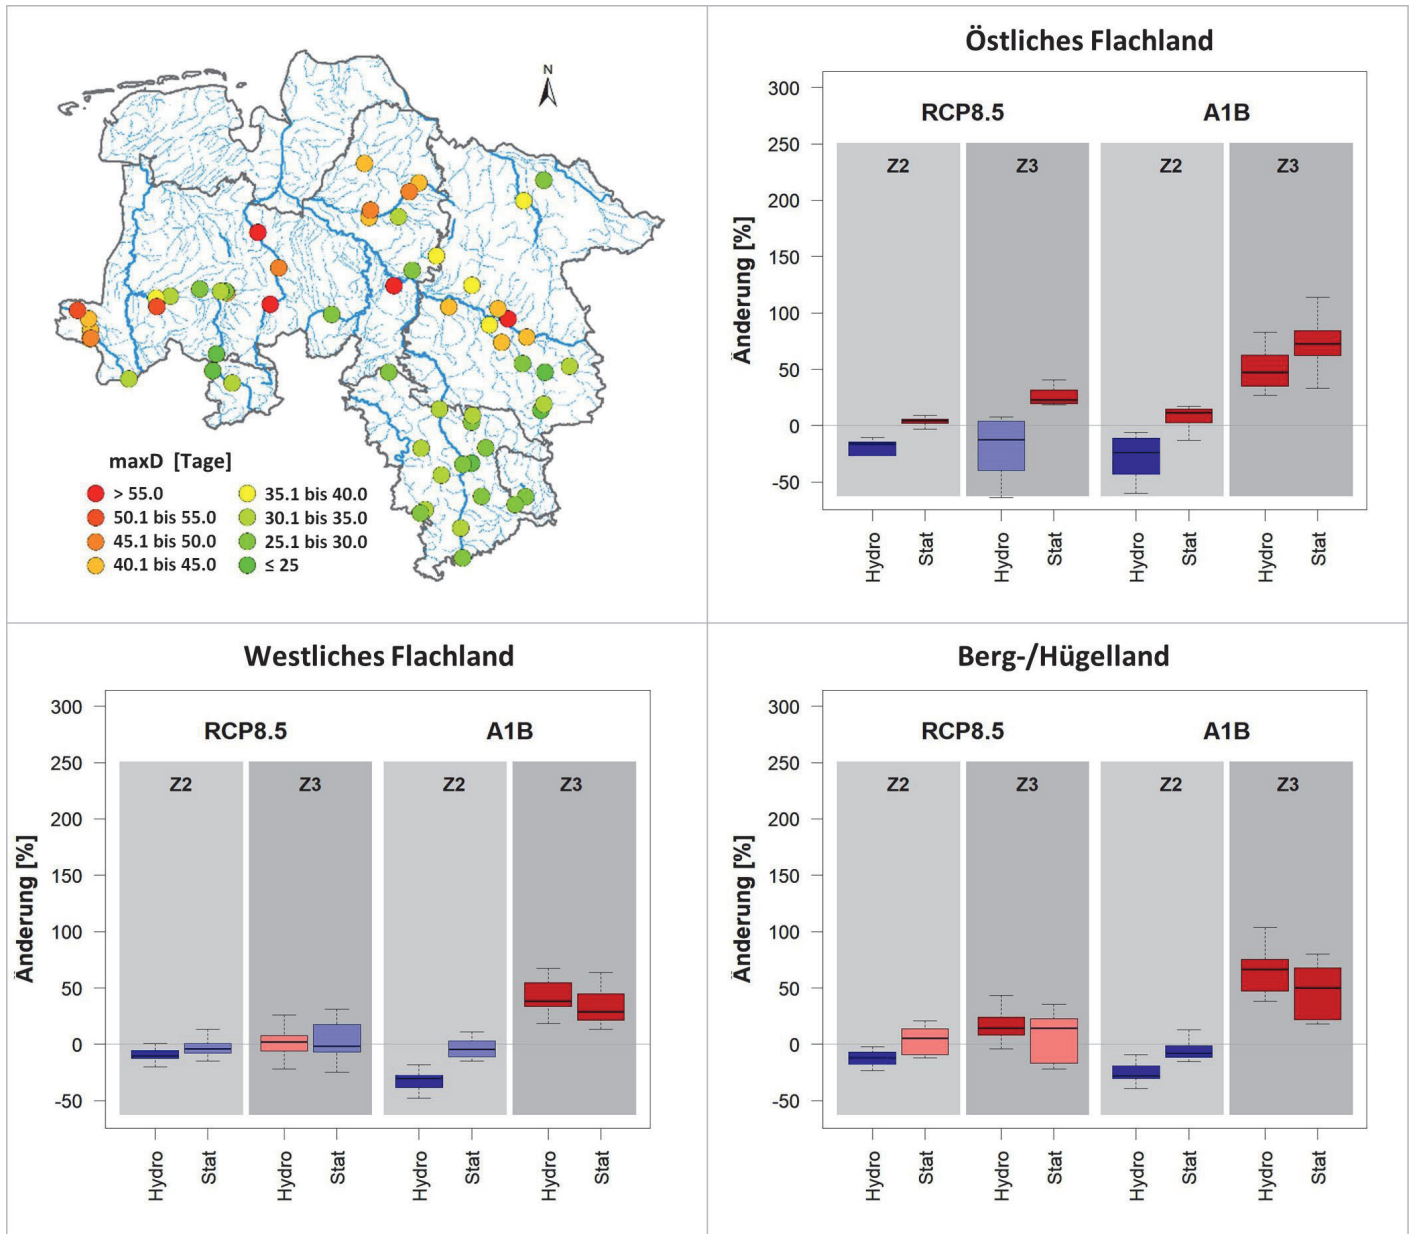 N
maxD [Tage]
> 55.0
50.1 bis 55.0
45.1 bis 50.0
40.1 bis 45.0
35.1 bis 40.0
30.1 bis 35.0
25.1 bis 30.0
≤ 25
Östliches Flachland
Änderung [%]
300
250
200
150
100
50
0
-50
RCP8.5
A1B
Z2
Z3
Z2
Z3
Hydro
Stat
Hydro
Stat
Hydro
Stat
Hydro
Stat
Westliches Flachland
Änderung [%]
300
250
200
150
100
50
0
-50
RCP8.5
A1B
Z2
Z3
Z2
Z3
Hydro
Stat
Hydro
Stat
Hydro
Stat
Hydro
Stat
Berg-/Hügelland
Änderung [%]
300
250
200
150
100
50
0
-50
RCP8.5
A1B
Z2
Z3
Z2
Z3
Hydro
Stat
Hydro
Stat
Hydro
Stat
Hydro
Stat